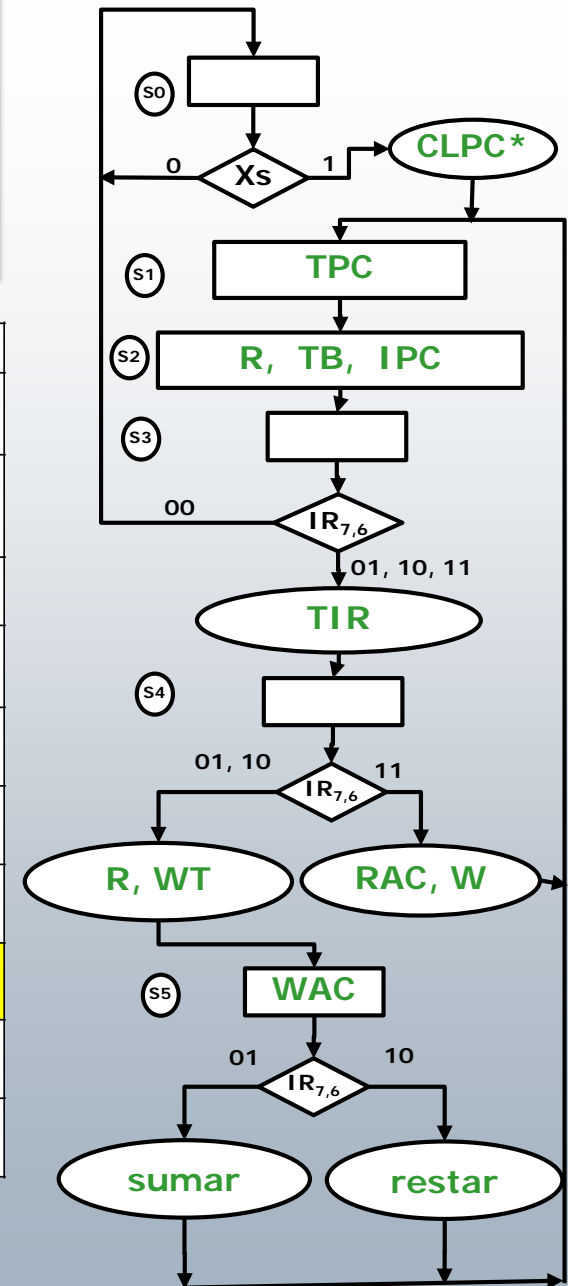 S0
0
Xs
1
CLPC*
S1
TPC
S2
R, TB, IPC
S3
00
IR7,6
01, 10, 11
TIR
S4
01, 10
IR7,6
11
R, WT
RAC, W
S5
WAC
01
IR7,6
10
sumar
restar